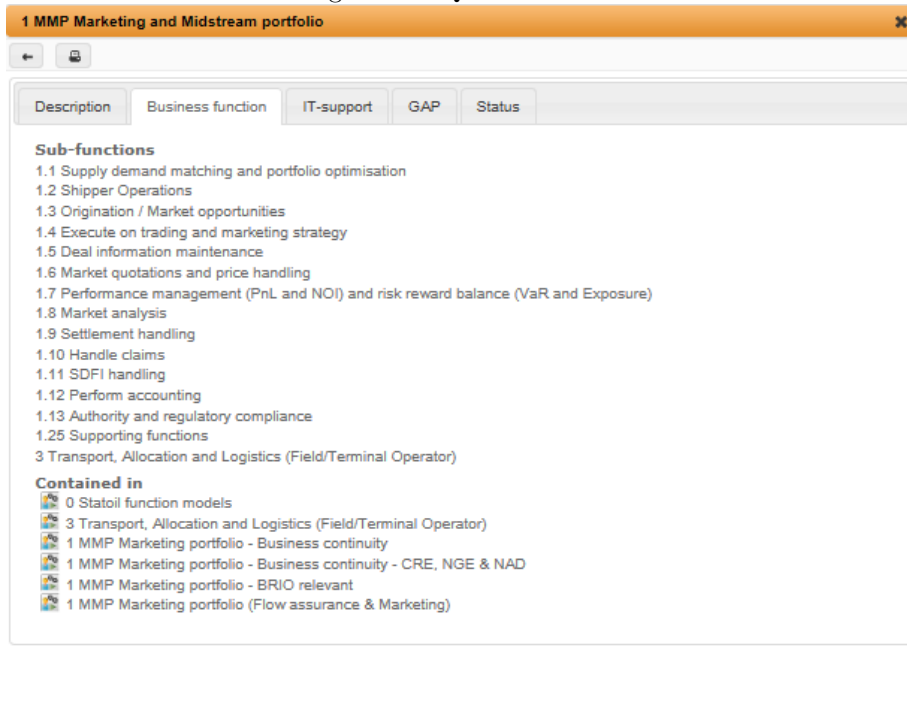 1 MMP Marketing and Midstream portfolio
Description Business function IT-support GAP Status
Sub-functions
1.1 Supply demand matching and portfolio optimisation
1.2 Shipper Operations
1.3 Origination / Market opportunities
1.4 Execute on trading and marketing strategy
1.5 Deal information maintenance
1.6 Market quotations and price handling
1.7 Performance management (PnL and NOI) and risk reward balance (VaR and Exposure)
1.8 Market analysis
1.9 Settlement handling
1.10 Handle claims
1.11 SDFI handling
1.12 Perform accounting
1.13 Authority and regulatory compliance
1.25 Supporting functions
3 Transport, Allocation and Logistics (Field/Terminal Operator)
Contained in
0 Statoil function models
3 Transport, Allocation and Logistics (Field/Terminal Operator)
1 MMP Marketing portfolio - Business continuity
1 MMP Marketing portfolio - Business continuity - CRE, NGE & NAD
1 MMP Marketing portfolio - BRIO relevant
1 MMP Marketing portfolio (Flow assurance & Marketing)